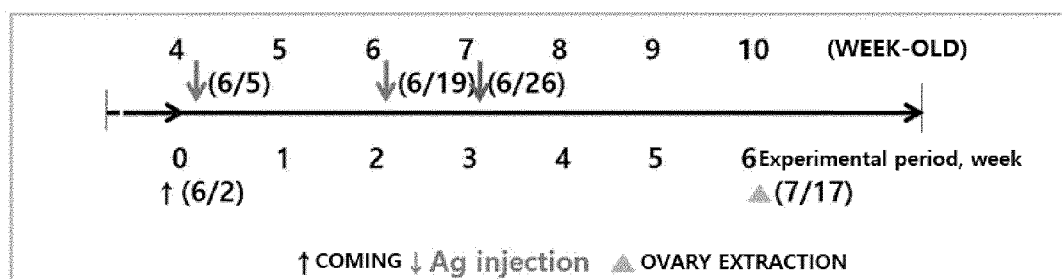 4 5 6 7 8 9 10 (WEEK-OLD)
↓(6/5) ↓(6/19) ↓(6/26)
0 1 2 3 4 5 6 Experimental period, week
↑(6/2) ▲(7/17)
↑COMING ↓Ag injection ▲OVARY EXTRACTION